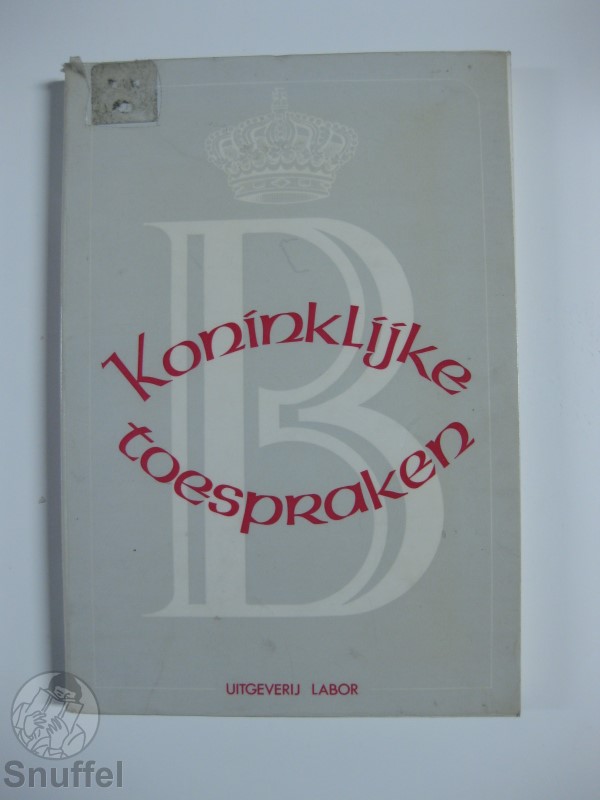 B
Koninklijke
toespraken
UITGEVERIJ LABOR
Snuffel